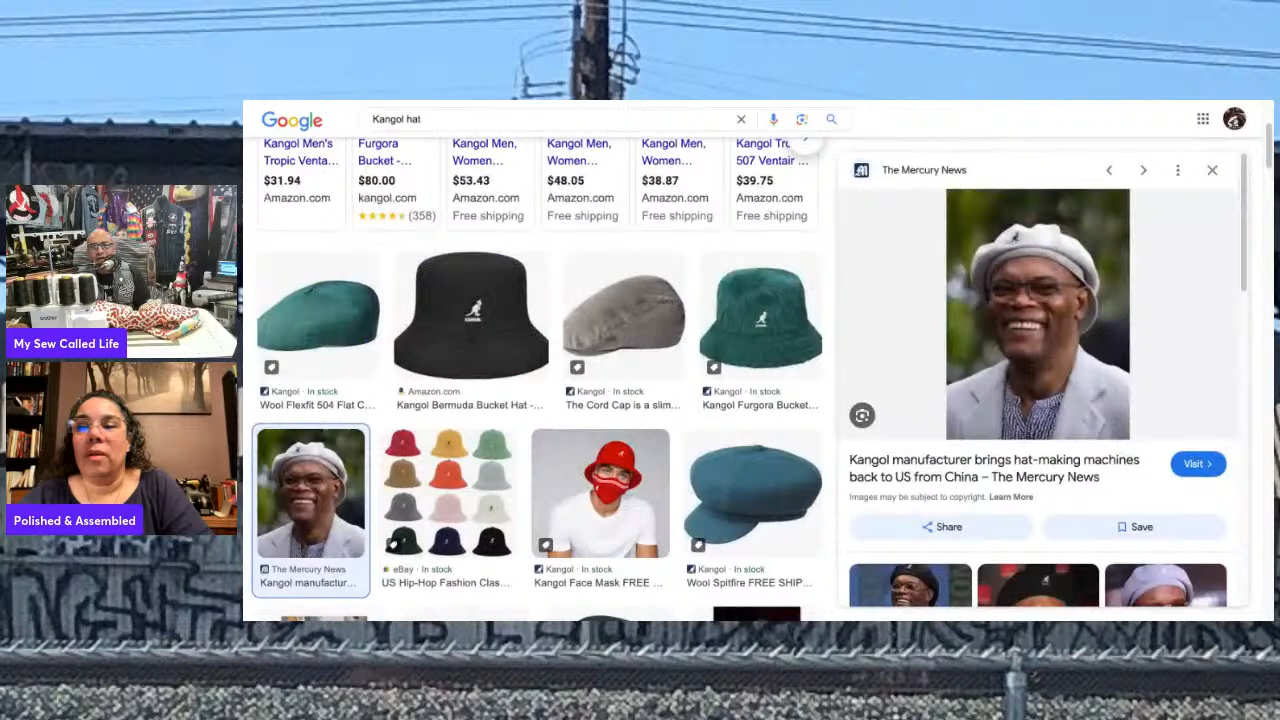 Google
Kangol hat
Kangol Men's
Tropic Venta...
$31.94
Amazon.com
Furgora
Bucket -...
$80.00
kangol.com
(358)
Kangol Men,
Women...
$53.43
Amazon.com
Free shipping
Kangol Men,
Women...
$48.05
Amazon.com
Free shipping
Kangol Men,
Women...
$38.87
Amazon.com
Free shipping
Kangol Tro
507 Ventair ...
$39.75
Amazon.com
Free shipping
Kangol · In stock
Wool Flexfit 504 Flat C...
KANGOL
Amazon.com
Kangol Bermuda Bucket Hat -...
Kangol · In stock
The Cord Cap is a slim...
Kangol · In stock
Kangol Furgora Bucket...
The Mercury News
Kangol manufactur...
eBay · In stock
US Hip-Hop Fashion Clas...
Kangol · In stock
Kangol Face Mask FREE ...
Kangol · In stock
Wool Spitfire FREE SHIP...
The Mercury News
Kangol manufacturer brings hat-making machines
back to US from China – The Mercury News
Visit
Images may be subject to copyright. Learn More
Share
Save
brother
My Sew Called Life
Polished & Assembled